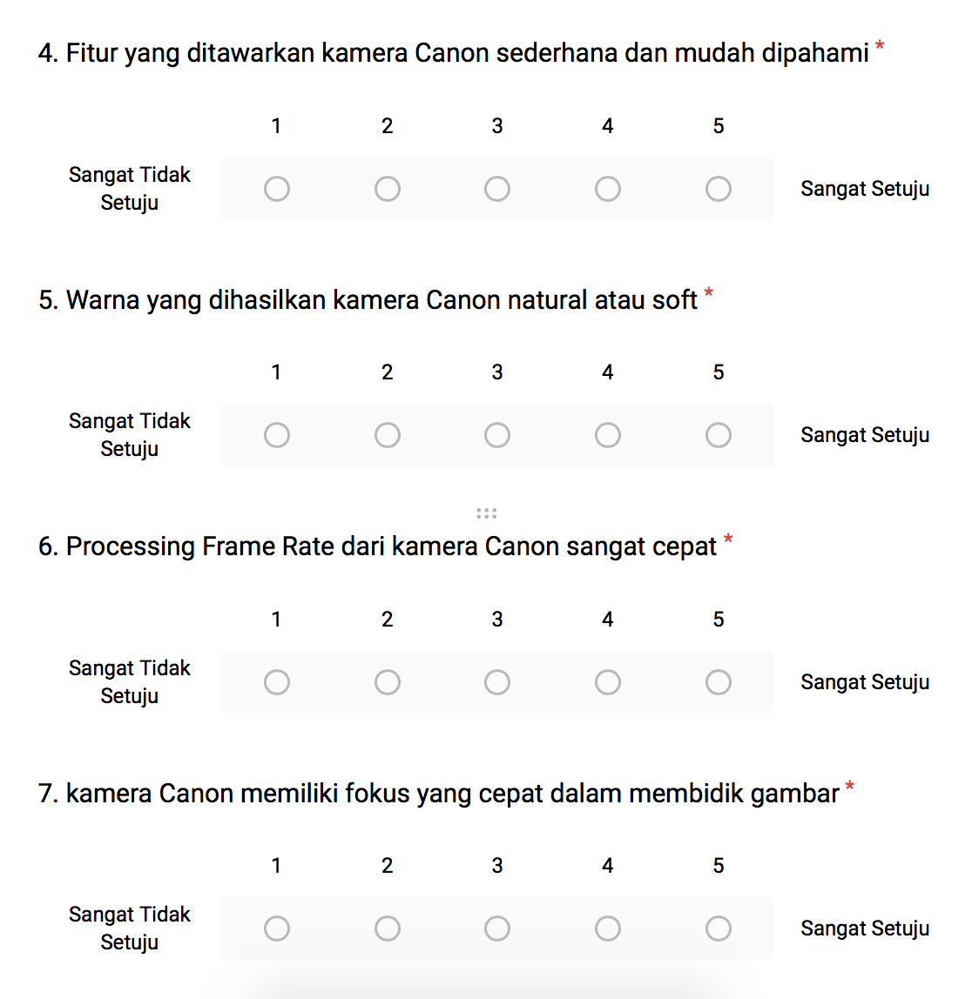 4. Fitur yang ditawarkan kamera Canon sederhana dan mudah dipahami *
1 2 3 4 5
Sangat Tidak
Setuju
Sangat Setuju
5. Warna yang dihasilkan kamera Canon natural atau soft *
1 2 3 4 5
Sangat Tidak
Setuju
Sangat Setuju
6. Processing Frame Rate dari kamera Canon sangat cepat *
1 2 3 4 5
Sangat Tidak
Setuju
Sangat Setuju
7. kamera Canon memiliki fokus yang cepat dalam membidik gambar *
1 2 3 4 5
Sangat Tidak
Setuju
Sangat Setuju